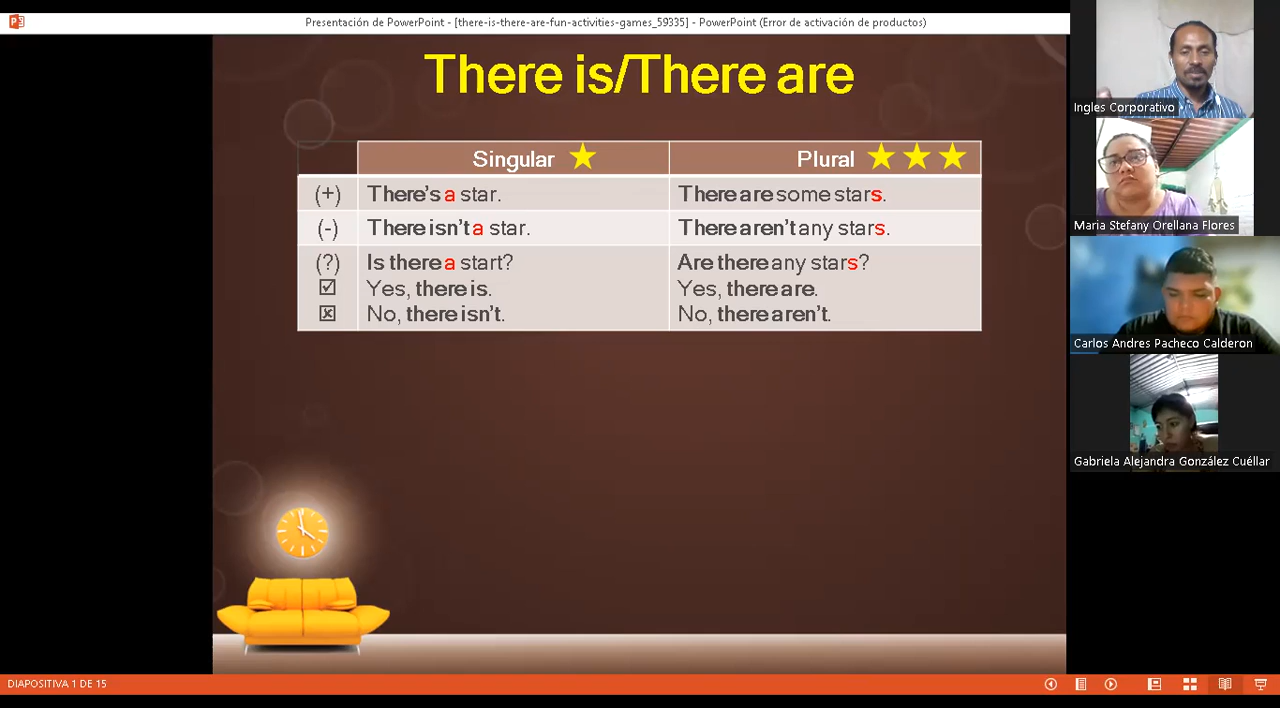 Presentación de PowerPoint - [there-is-there-are-fun-activities-games_59335] - PowerPoint (Error de activación de productos)
There is/There are
Singular Plural
(+) There's a star. There are some stars.
(-) There isn't a star. There aren't any stars.
(?) Is there a start? Are there any stars?
Yes, there is. Yes, there are.
No, there isn't. No, there aren't.
Ingles Corporativo
Maria Stefany Orellana Flores
Carlos Andres Pacheco Calderon
Gabriela Alejandra González Cuéllar
DIAPOSITIVA 1 DE 15